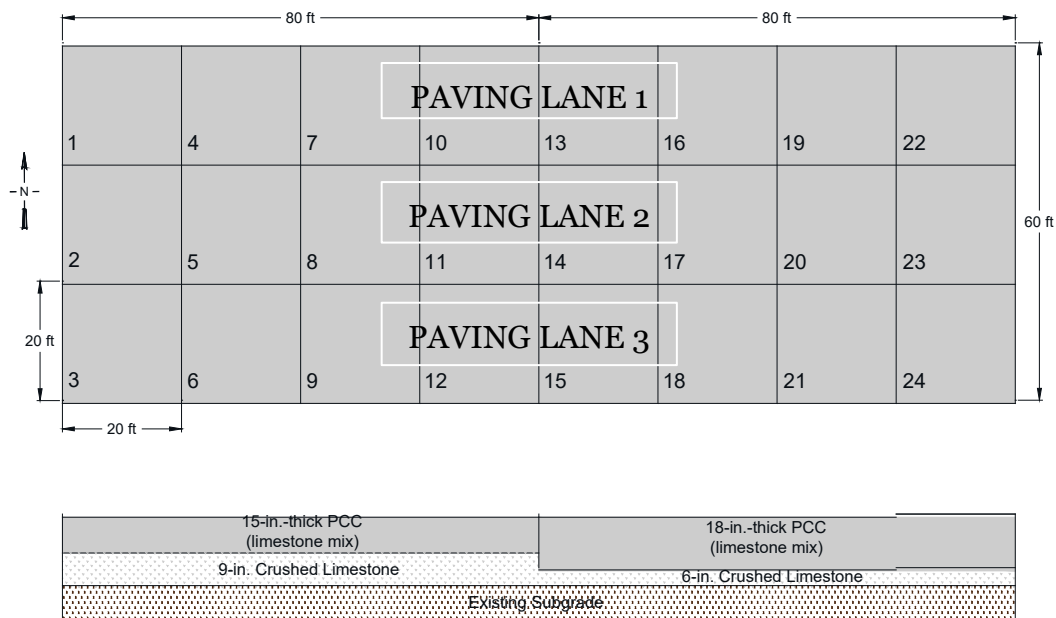 80 ft
80 ft
PAVING LANE 1
1
4
7
10
13
16
19
22
N
PAVING LANE 2
60 ft
2
5
8
11
14
17
20
23
20 ft
PAVING LANE 3
3
6
9
12
15
18
21
24
20 ft
15-in.-thick PCC
(limestone mix)
18-in.-thick PCC
(limestone mix)
9-in. Crushed Limestone
6-in. Crushed Limestone
Existing Subgrade